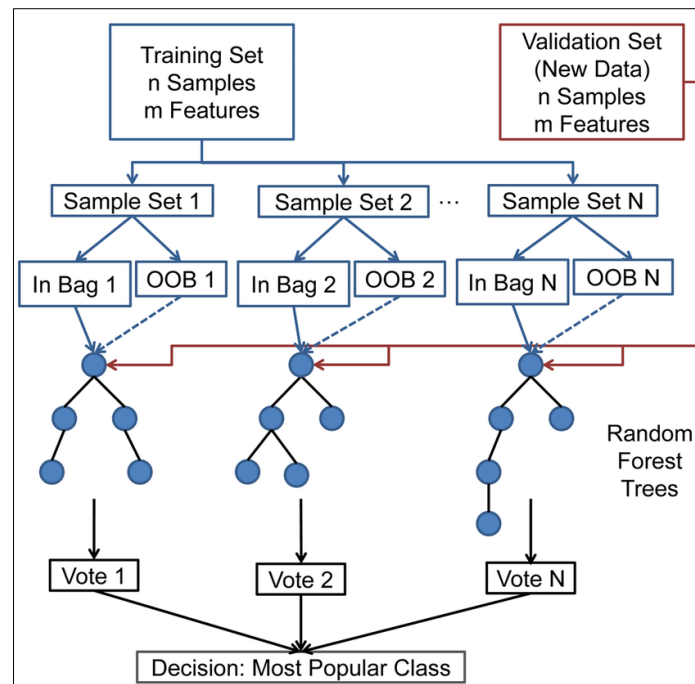 Training Set
n Samples
m Features
Validation Set
(New Data)
n Samples
m Features
Sample Set 1
Sample Set 2
...
Sample Set N
In Bag 1
OOB 1
In Bag 2
OOB 2
In Bag N
OOB N
Random
Forest
Trees
Vote 1
Vote 2
Vote N
Decision: Most Popular Class